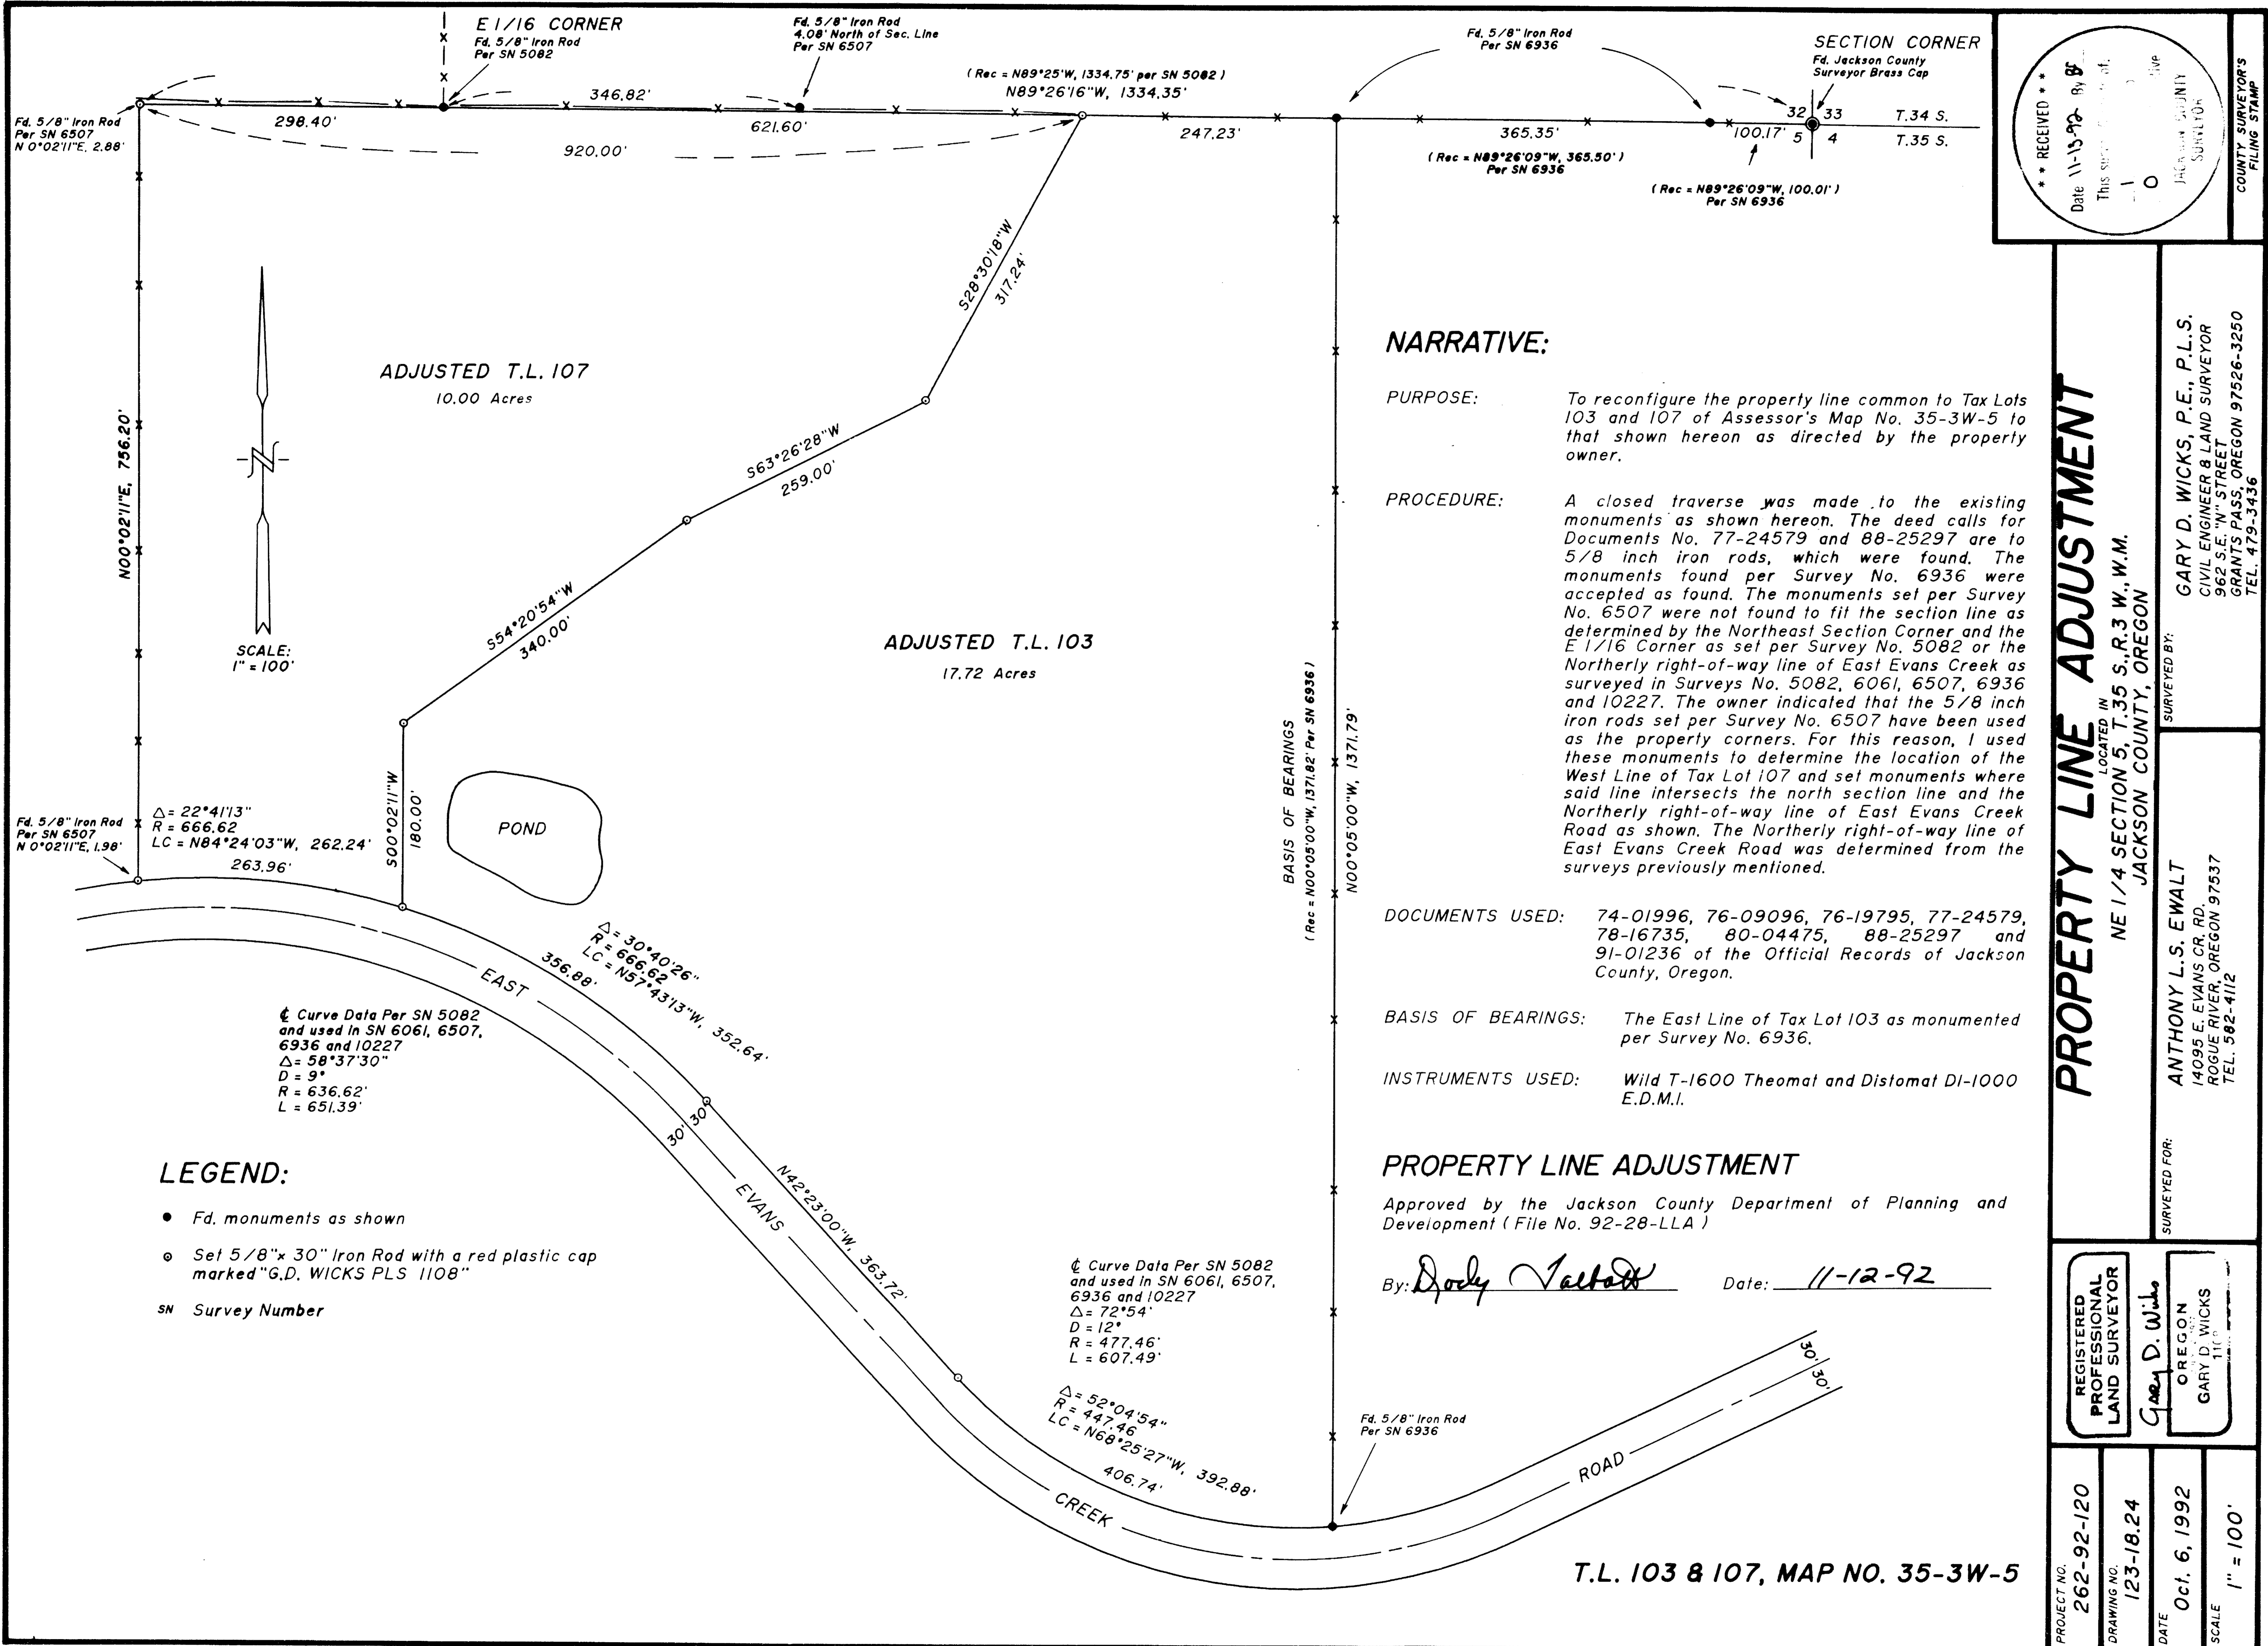 E 1/16 CORNER
Fd. 5/8" Iron Rod
Per SN 5082
Fd. 5/8" Iron Rod
4.08' North of Sec. Line
Per SN 6507
Fd. 5/8" Iron Rod
Per SN 6936
SECTION CORNER
Fd. Jackson County
Surveyor Brass Cap
(Rec = N89°25'W, 1334.75' per SN 5082)
N89°26'16"W, 1334.35'
346.82'
Fd. 5/8" Iron Rod
Per SN 6507
N 0°02'11"E, 2.88'
298.40'
621.60'
920.00'
247.23'
365.35'
100.17'
32 33
5 4
T.34 S.
T.35 S.
(Rec = N89°26'09"W, 365.50')
Per SN 6936
(Rec = N89°26'09"W, 100.01')
Per SN 6936
N00°02'11"E, 756.20'
N
SCALE:
1" = 100'
ADJUSTED T.L. 107
10.00 Acres
S28°30'18"W
317.24'
S63°26'28"W
259.00'
S54°20'54"W
340.00'
S00°02'11"W
180.00'
ADJUSTED T.L. 103
17.72 Acres
BASIS OF BEARINGS
(Rec = N00°05'00"W, 1371.82' Per SN 6936)
N00°05'00"W, 1371.79'
POND
Fd. 5/8" Iron Rod
Per SN 6507
N 0°02'11"E, 1.98'
Δ= 22°41'13"
R = 666.62
LC = N84°24'03"W, 262.24'
263.96'
Δ= 30°40'26"
R = 666.62
LC = N57°43'13"W, 352.64'
356.88'
℄ Curve Data Per SN 5082
and used in SN 6061, 6507,
6936 and 10227
Δ= 58°37'30"
D = 9°
R = 636.62'
L = 651.39'
EAST
EVANS
CREEK
ROAD
30' 30'
N42°23'00"W, 363.72'
℄ Curve Data Per SN 5082
and used in SN 6061, 6507,
6936 and 10227
Δ= 72°54'
D = 12°
R = 477.46'
L = 607.49'
Δ= 52°04'54"
R = 447.46
LC = N68°25'27"W, 392.88'
406.74'
Fd. 5/8" Iron Rod
Per SN 6936
30' 30'
LEGEND:
Fd. monuments as shown
Set 5/8"x 30" Iron Rod with a red plastic cap
marked "G.D. WICKS PLS 1108"
SN Survey Number
NARRATIVE:
PURPOSE: To reconfigure the property line common to Tax Lots
103 and 107 of Assessor's Map No. 35-3W-5 to
that shown hereon as directed by the property
owner.
PROCEDURE: A closed traverse was made to the existing
monuments as shown hereon. The deed calls for
Documents No. 77-24579 and 88-25297 are to
5/8 inch iron rods, which were found. The
monuments found per Survey No. 6936 were
accepted as found. The monuments set per Survey
No. 6507 were not found to fit the section line as
determined by the Northeast Section Corner and the
E 1/16 Corner as set per Survey No. 5082 or the
Northerly right-of-way line of East Evans Creek as
surveyed in Surveys No. 5082, 6061, 6507, 6936
and 10227. The owner indicated that the 5/8 inch
iron rods set per Survey No. 6507 have been used
as the property corners. For this reason, I used
these monuments to determine the location of the
West Line of Tax Lot 107 and set monuments where
said line intersects the north section line and the
Northerly right-of-way line of East Evans Creek
Road as shown. The Northerly right-of-way line of
East Evans Creek Road was determined from the
surveys previously mentioned.
DOCUMENTS USED: 74-01996, 76-09096, 76-19795, 77-24579,
78-16735, 80-04475, 88-25297 and
91-01236 of the Official Records of Jackson
County, Oregon.
BASIS OF BEARINGS: The East Line of Tax Lot 103 as monumented
per Survey No. 6936.
INSTRUMENTS USED: Wild T-1600 Theomat and Distomat DI-1000
E.D.M.I.
PROPERTY LINE ADJUSTMENT
Approved by the Jackson County Department of Planning and
Development (File No. 92-28-LLA)
By: Date: 11-12-92
T.L. 103 & 107, MAP NO. 35-3W-5
* * RECEIVED * *
Date 11-13-92 By
This
JACKSON COUNTY
SURVEYOR
COUNTY SURVEYOR'S
FILING STAMP
PROPERTY LINE ADJUSTMENT
LOCATED IN
NE 1/4 SECTION 5, T.35 S., R.3 W., W.M.
JACKSON COUNTY, OREGON
SURVEYED BY:
GARY D. WICKS, P.E., P.L.S.
CIVIL ENGINEER & LAND SURVEYOR
962 S.E. "N" STREET
GRANTS PASS, OREGON 97526-3250
TEL. 479-3436
SURVEYED FOR:
ANTHONY L.S. EWALT
14095 E. EVANS CR. RD.
ROGUE RIVER, OREGON 97537
TEL. 582-4112
REGISTERED
PROFESSIONAL
LAND SURVEYOR
Gary D. Wicks
OREGON
GARY D. WICKS
PROJECT NO.
262-92-120
DRAWING NO.
123-18.24
DATE
Oct. 6, 1992
SCALE
1" = 100'